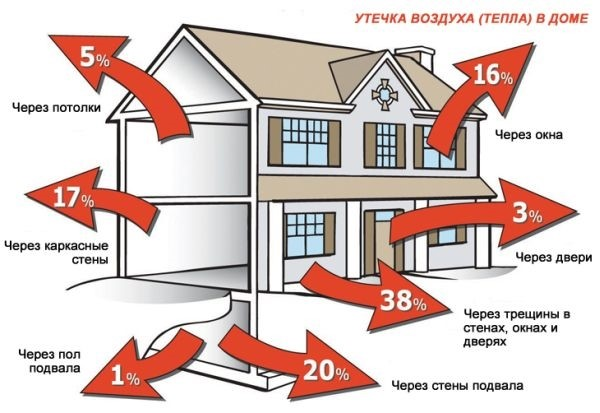 УТЕЧКА ВОЗДУХА (ТЕПЛА) В ДОМЕ
5%
Через потолки
16%
Через окна
17%
Через каркасные
стены
3%
Через двери
38%
Через трещины в
стенах, окнах и
дверях
Через пол
подвала
1%
20%
Через стены подвала